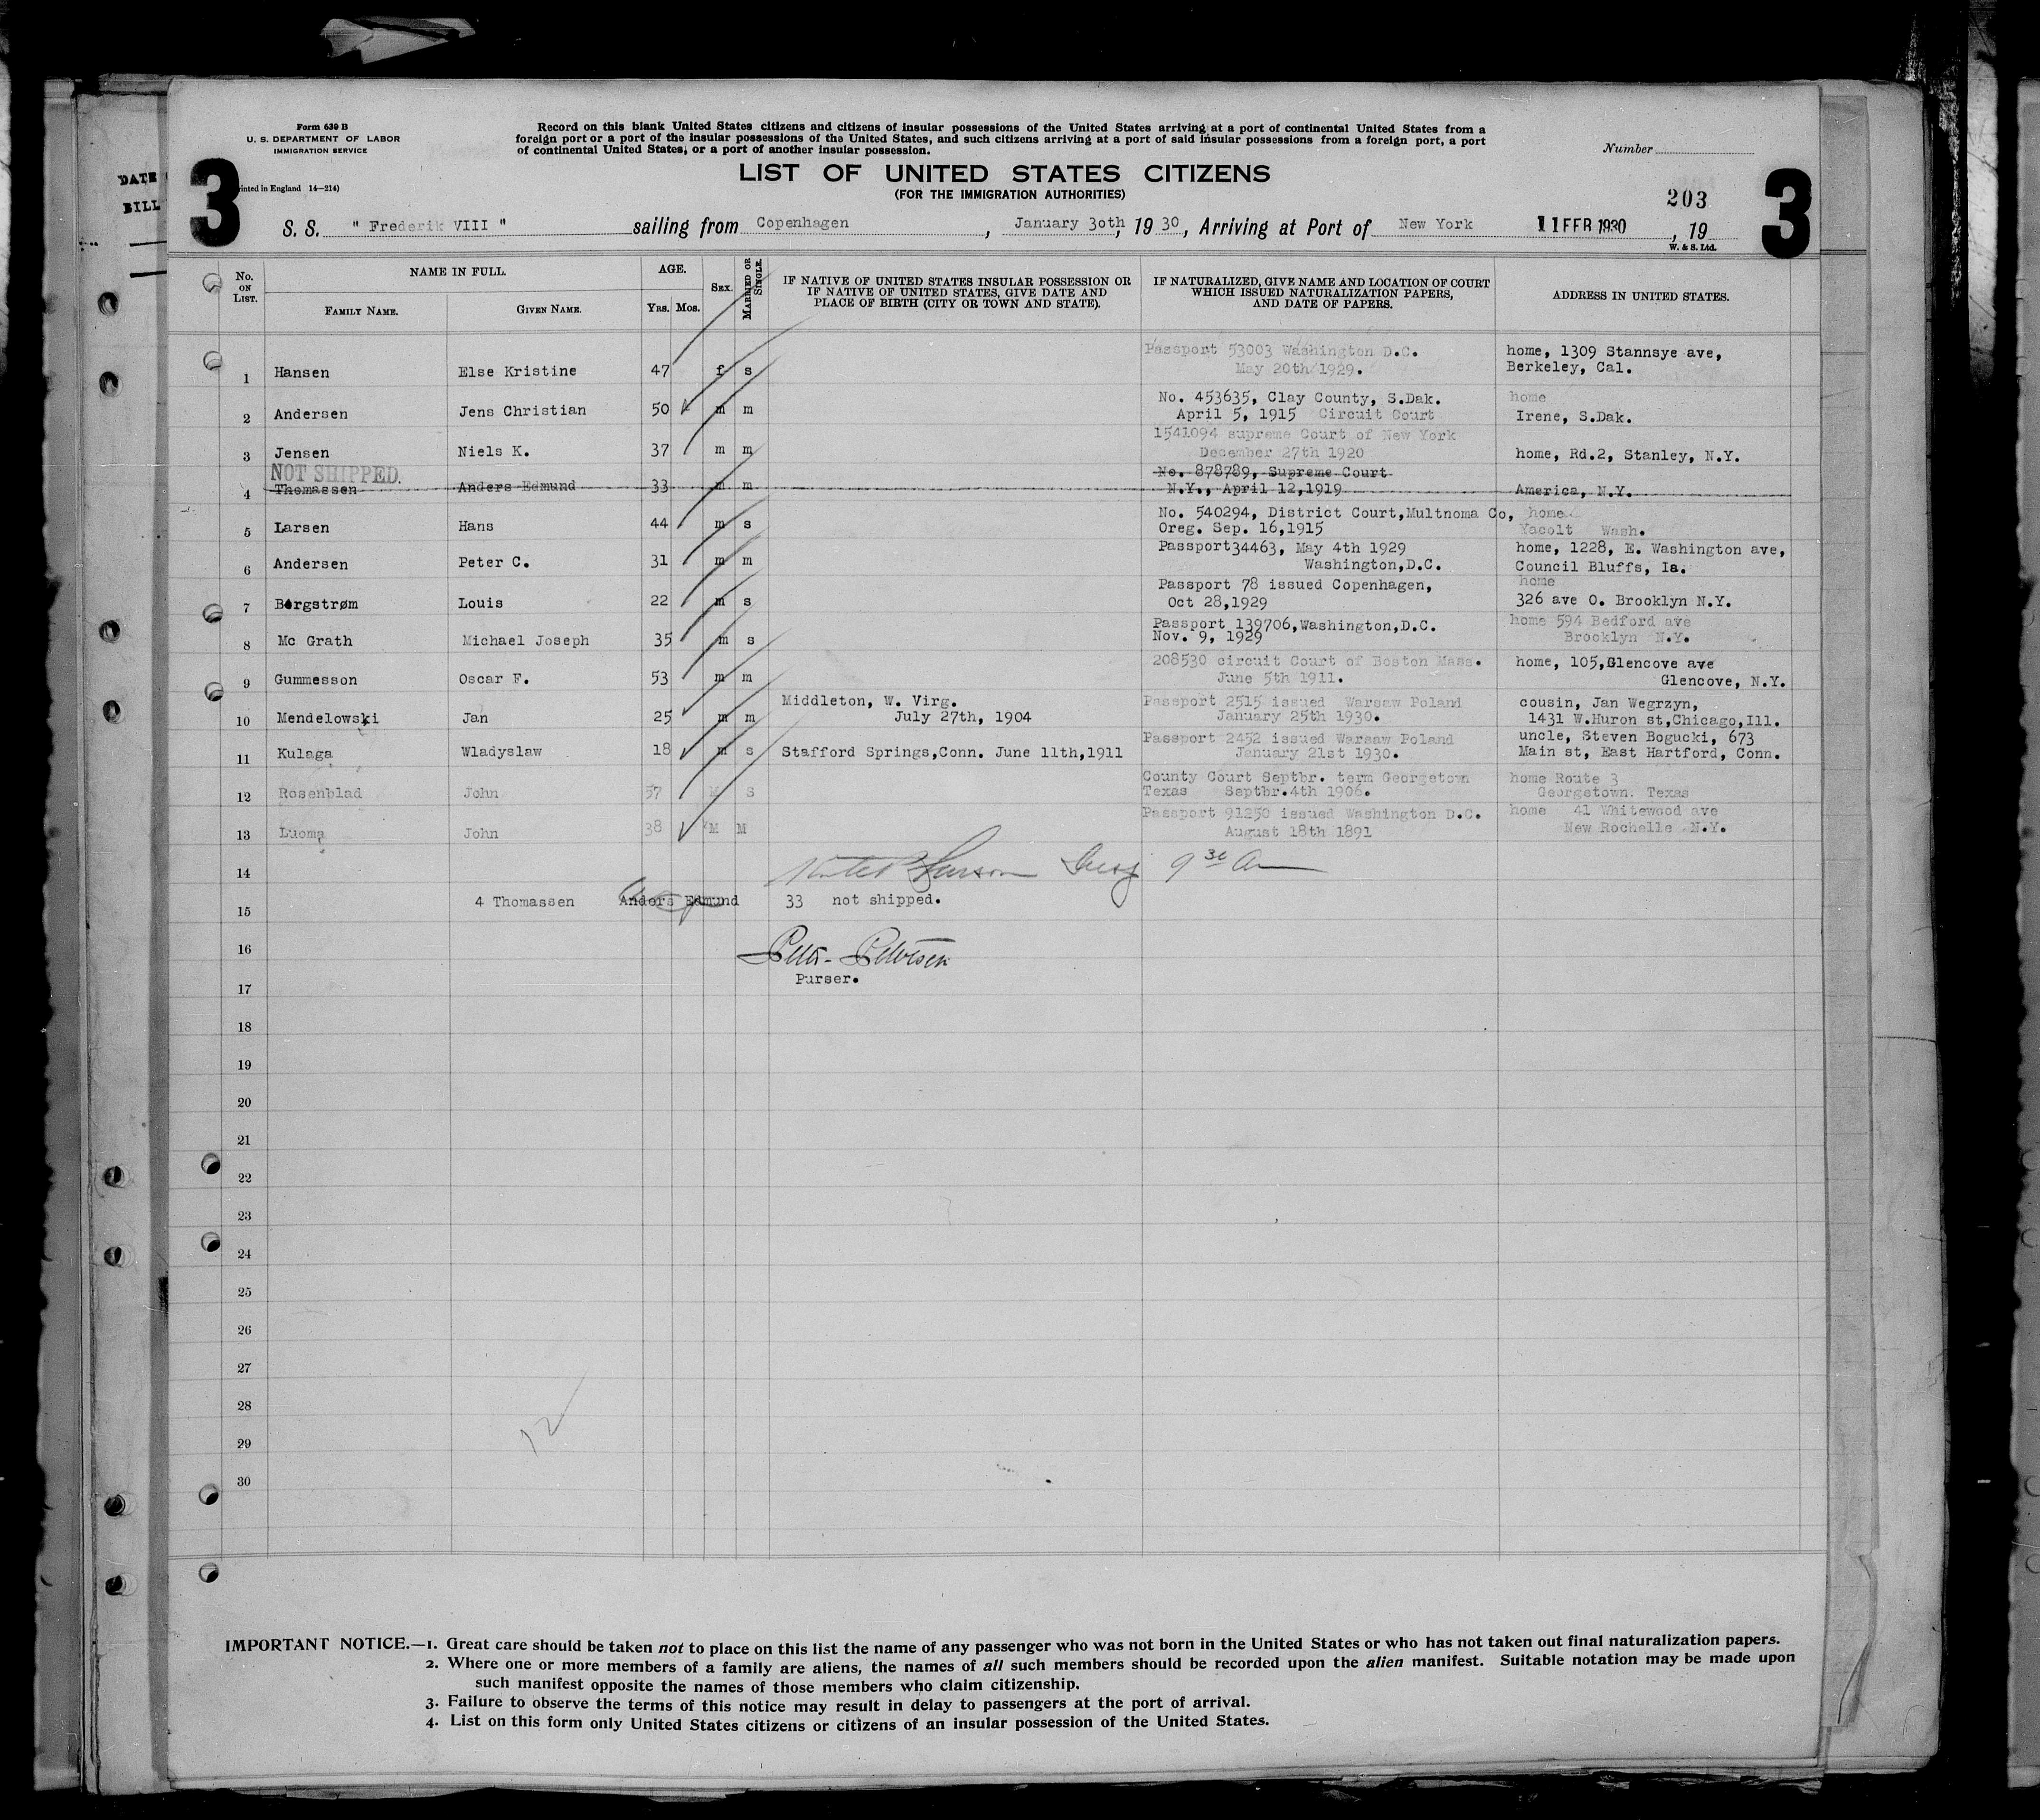 Form 630 B
U. S. DEPARTMENT OF LABOR
IMMIGRATION SERVICE
rinted in England 14—214)
DATE
BILL
3
3
Record on this blank United States citizens and citizens of insular possessions of the United States arriving at a port of continental United States from a
foreign port or a port of the insular possessions of the United States, and such citizens arriving at a port of said insular possessions from a foreign port, a port
of continental United States, or a port of another insular possession.
Number
LIST OF UNITED STATES CITIZENS
(FOR THE IMMIGRATION AUTHORITIES)
203
S. S. " Frederik VIII " sailing from Copenhagen, January 30th, 19 30, Arriving at Port of New York 11 FEB 1930, 19
W. & S. Ltd.
No. ON LIST. NAME IN FULL. AGE. SEX. MARRIED OR SINGLE. IF NATIVE OF UNITED STATES INSULAR POSSESSION OR IF NATIVE OF UNITED STATES, GIVE DATE AND PLACE OF BIRTH (CITY OR TOWN AND STATE). IF NATURALIZED, GIVE NAME AND LOCATION OF COURT WHICH ISSUED NATURALIZATION PAPERS, AND DATE OF PAPERS. ADDRESS IN UNITED STATES.
FAMILY NAME. GIVEN NAME. YRS. MOS.
Passport 53003 Washington D.C. home, 1309 Stannsye ave,
1 Hansen Else Kristine 47 f s May 20th 1929. Berkeley, Cal.
No. 453635, Clay County, S.Dak. home
2 Andersen Jens Christian 50 m m April 5, 1915 Circuit Court Irene, S.Dak.
1541094 supreme Court of New York
3 Jensen Niels K. 37 m m December 27th 1920 home, Rd.2, Stanley, N.Y.
NOT SHIPPED. No. 878789, Supreme Court
4 Thomassen Anders Edmund 33 m m N.Y., April 12,1919 America, N.Y.
No. 540294, District Court,Multnoma Co, home
5 Larsen Hans 44 m s Oreg. Sep. 16,1915 Yacolt Wash.
Passport34463, May 4th 1929 home, 1228, E. Washington ave,
6 Andersen Peter C. 31 m m Washington,D.C. Council Bluffs, Ia.
Passport 78 issued Copenhagen, home
7 Bergstrøm Louis 22 m s Oct 28,1929 326 ave O. Brooklyn N.Y.
Passport 139706,Washington,D.C. home 594 Bedford ave
8 Mc Grath Michael Joseph 35 m s Nov. 9, 1929 Brooklyn N.Y.
208530 circuit Court of Boston Mass. home, 105,Glencove ave
9 Gummesson Oscar F. 53 m m June 5th 1911. Glencove, N.Y.
Middleton, W. Virg. Passport 2515 issued Warsaw Poland cousin, Jan Wegrzyn,
10 Mendelowski Jan 25 m m July 27th, 1904 January 25th 1930. 1431 W.Huron st,Chicago,Ill.
Passport 2452 issued Warsaw Poland uncle, Steven Bogucki, 673
11 Kulaga Wladyslaw 18 m s Stafford Springs,Conn. June 11th,1911 January 21st 1930. Main st, East Hartford, Conn.
County Court Septbr. term Georgetown home Route 3
12 Rosenblad John 57 M S Texas Septbr.4th 1906. Georgetown. Texas
Passport 91250 issued Washington D.C. home 41 Whitewood ave
13 Luoma John 38 M M August 18th 1891 New Rochelle N.Y.
14 9 30 Am
15 4 Thomassen Anders Edmund 33 not shipped.
16 Peter Petersen
Purser.
17
18
19
20
21
22
23
24
25
26
27
28
29
12
30
IMPORTANT NOTICE.—1. Great care should be taken not to place on this list the name of any passenger who was not born in the United States or who has not taken out final naturalization papers.
2. Where one or more members of a family are aliens, the names of all such members should be recorded upon the alien manifest. Suitable notation may be made upon
such manifest opposite the names of those members who claim citizenship.
3. Failure to observe the terms of this notice may result in delay to passengers at the port of arrival.
4. List on this form only United States citizens or citizens of an insular possession of the United States.